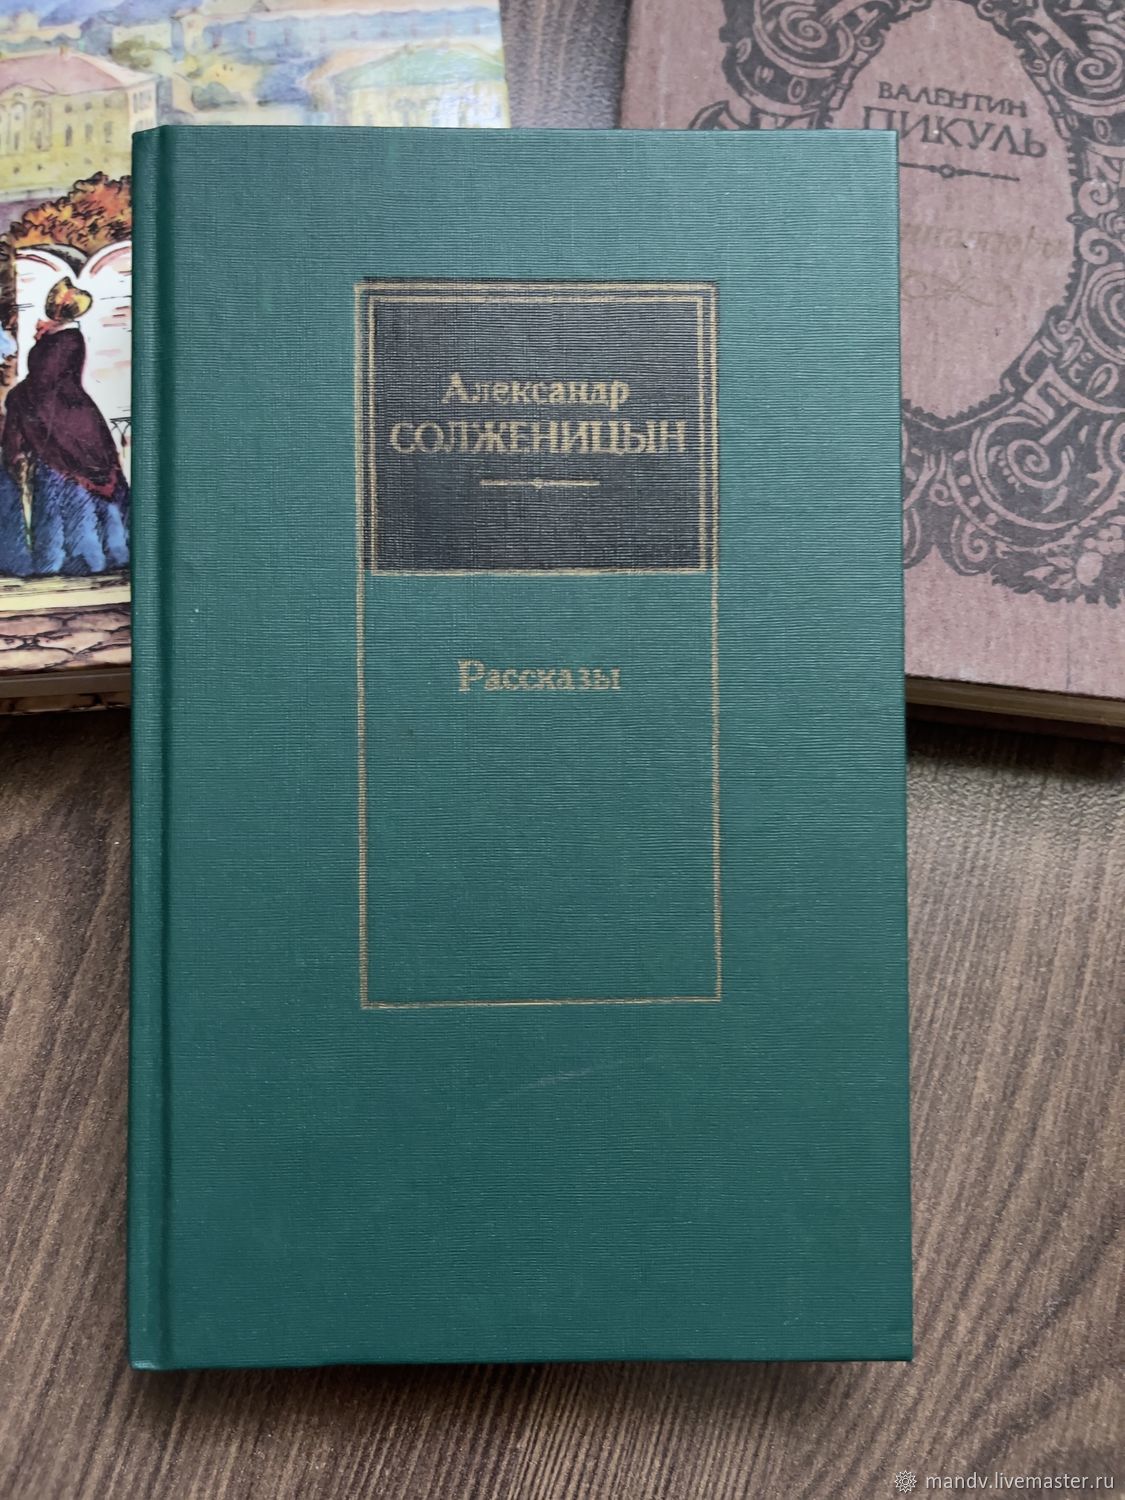 ВАЛЕНТИН
ПИКУЛЬ
Александр
СОЛЖЕНИЦЫН
Рассказы
mandv.livemaster.ru